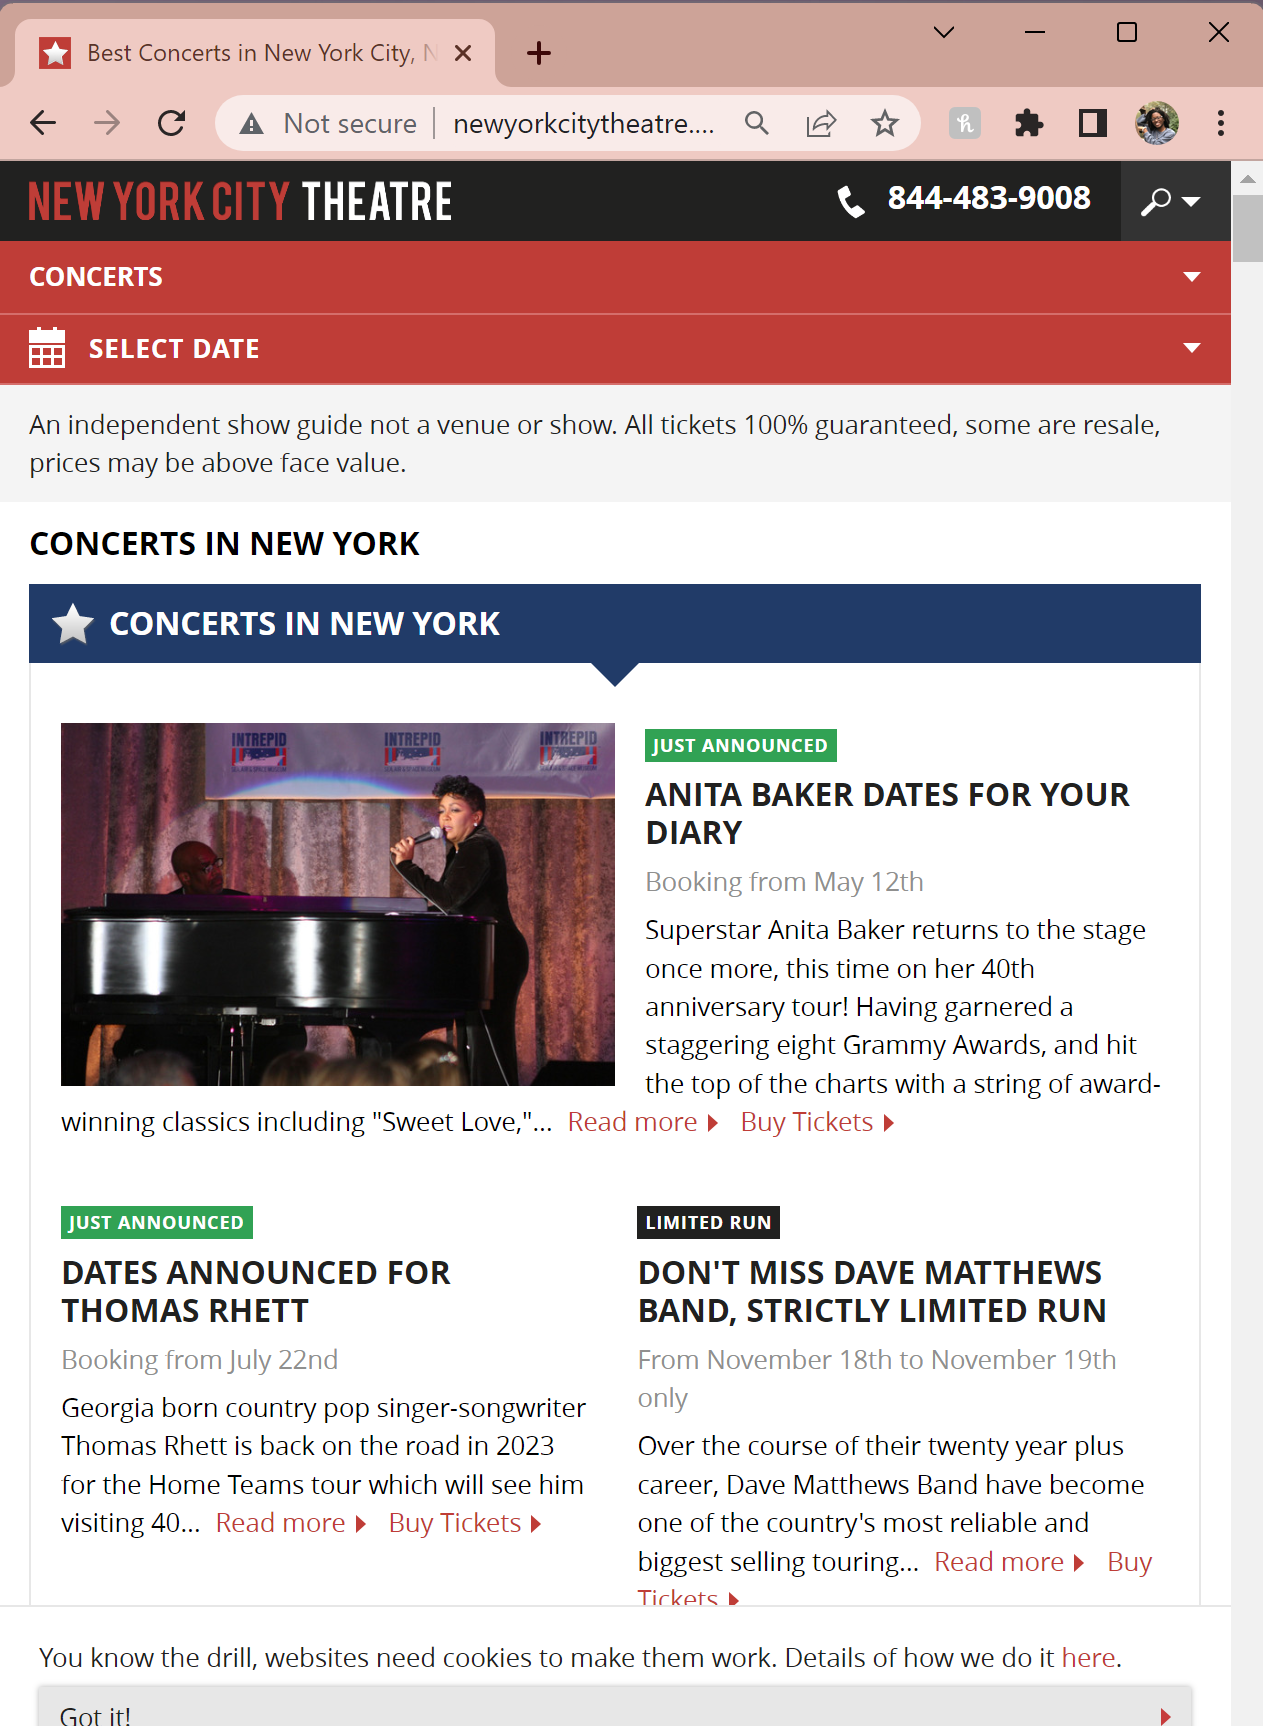 Best Concerts in New York City, N
Not secure
newyorkcitytheatre....
NEW YORK CITY THEATRE
844-483-9008
CONCERTS
SELECT DATE
An independent show guide not a venue or show. All tickets 100% guaranteed, some are resale,
prices may be above face value.
CONCERTS IN NEW YORK
CONCERTS IN NEW YORK
INTREPID INTREPID INTREPID
JUST ANNOUNCED
ANITA BAKER DATES FOR YOUR
DIARY
Booking from May 12th
Superstar Anita Baker returns to the stage
once more, this time on her 40th
anniversary tour! Having garnered a
staggering eight Grammy Awards, and hit
the top of the charts with a string of award-
winning classics including "Sweet Love,"... Read more Buy Tickets
JUST ANNOUNCED
DATES ANNOUNCED FOR
THOMAS RHETT
Booking from July 22nd
Georgia born country pop singer-songwriter
Thomas Rhett is back on the road in 2023
for the Home Teams tour which will see him
visiting 40... Read more Buy Tickets
LIMITED RUN
DON'T MISS DAVE MATTHEWS
BAND, STRICTLY LIMITED RUN
From November 18th to November 19th
only
Over the course of their twenty year plus
career, Dave Matthews Band have become
one of the country's most reliable and
biggest selling touring... Read more Buy
Tickets
You know the drill, websites need cookies to make them work. Details of how we do it here.
Got it!